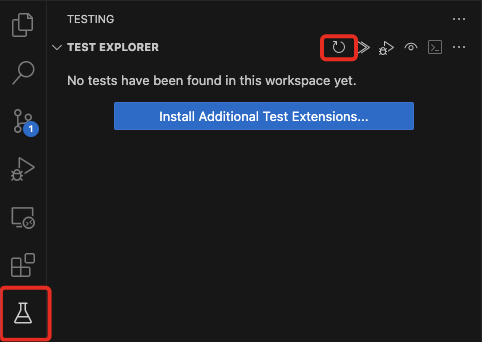 TESTING
TEST EXPLORER
No tests have been found in this workspace yet.
Install Additional Test Extensions...
1